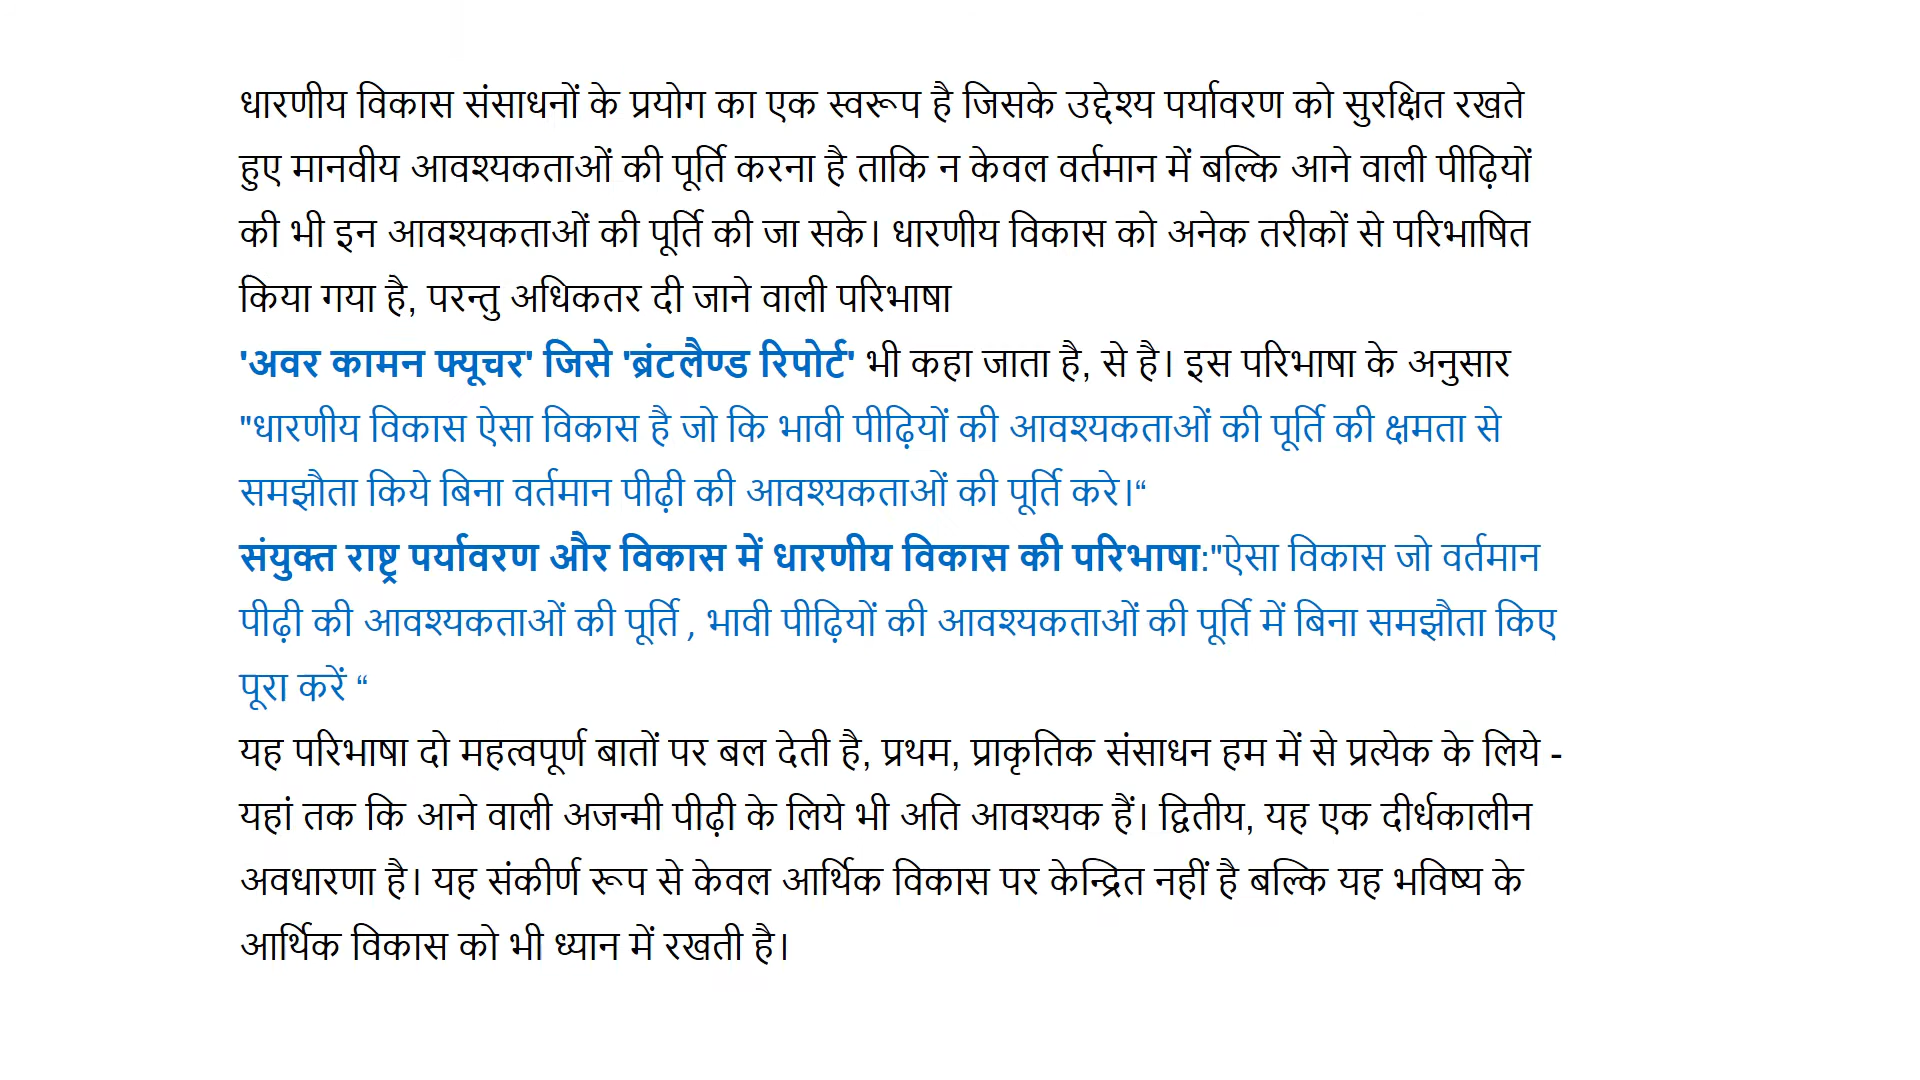 धारणीय विकास संसाधनों के प्रयोग का एक स्वरूप है जिसके उद्देश्य पर्यावरण को सुरक्षित रखते
हुए मानवीय आवश्यकताओं की पूर्ति करना है ताकि न केवल वर्तमान में बल्कि आने वाली पीढ़ियों
की भी इन आवश्यकताओं की पूर्ति की जा सके। धारणीय विकास को अनेक तरीकों से परिभाषित
किया गया है, परन्तु अधिकतर दी जाने वाली परिभाषा
'अवर कामन फ्यूचर' जिसे 'ब्रंटलैण्ड रिपोर्ट' भी कहा जाता है, से है। इस परिभाषा के अनुसार
"धारणीय विकास ऐसा विकास है जो कि भावी पीढ़ियों की आवश्यकताओं की पूर्ति की क्षमता से
समझौता किये बिना वर्तमान पीढ़ी की आवश्यकताओं की पूर्ति करे।“
संयुक्त राष्ट्र पर्यावरण और विकास में धारणीय विकास की परिभाषा:"ऐसा विकास जो वर्तमान
पीढ़ी की आवश्यकताओं की पूर्ति , भावी पीढ़ियों की आवश्यकताओं की पूर्ति में बिना समझौता किए
पूरा करें “
यह परिभाषा दो महत्वपूर्ण बातों पर बल देती है, प्रथम, प्राकृतिक संसाधन हम में से प्रत्येक के लिये -
यहां तक कि आने वाली अजन्मी पीढ़ी के लिये भी अति आवश्यक हैं। द्वितीय, यह एक दीर्धकालीन
अवधारणा है। यह संकीर्ण रूप से केवल आर्थिक विकास पर केन्द्रित नहीं है बल्कि यह भविष्य के
आर्थिक विकास को भी ध्यान में रखती है।